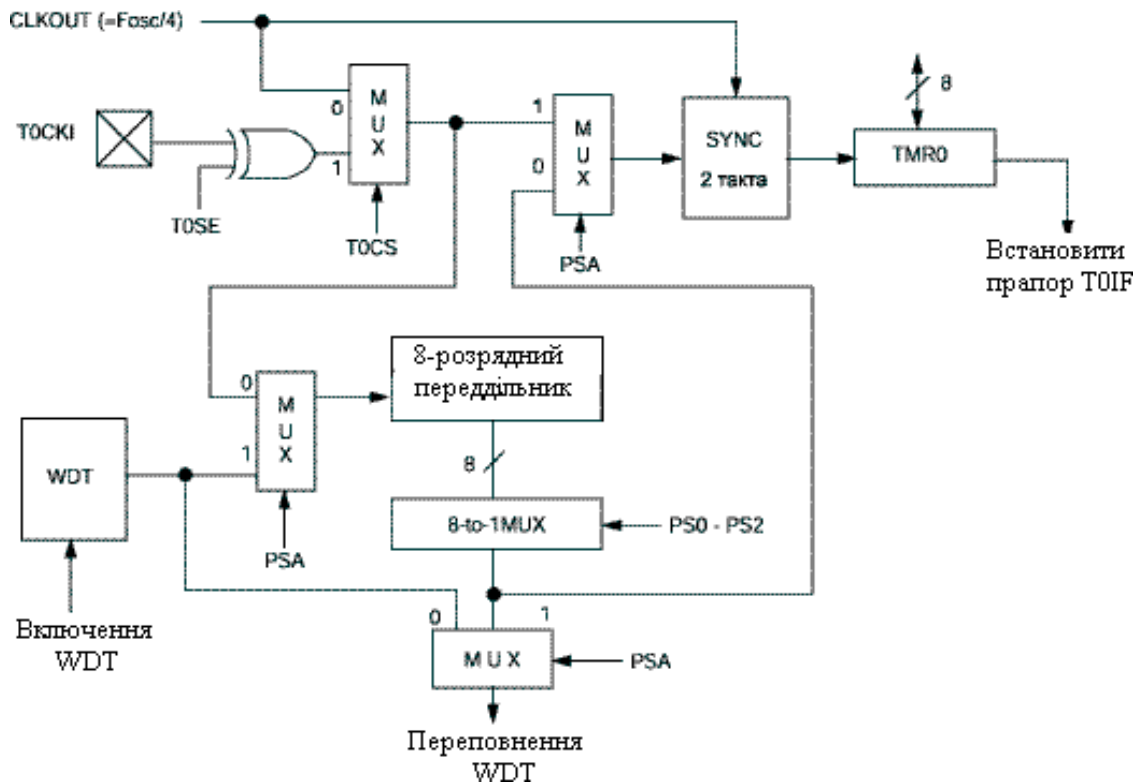 CLKOUT (=Fosc/4)
T0CKI
T0SE
0
1
M
U
X
T0CS
1
0
M
U
X
PSA
SYNC
2 такта
8
TMR0
Встановити
прапор T0IF
8-розрядний
переддільник
0
1
M
U
X
PSA
WDT
Включення
WDT
8
8-to-1MUX
PS0 - PS2
0
1
M U X
PSA
Переповнення
WDT